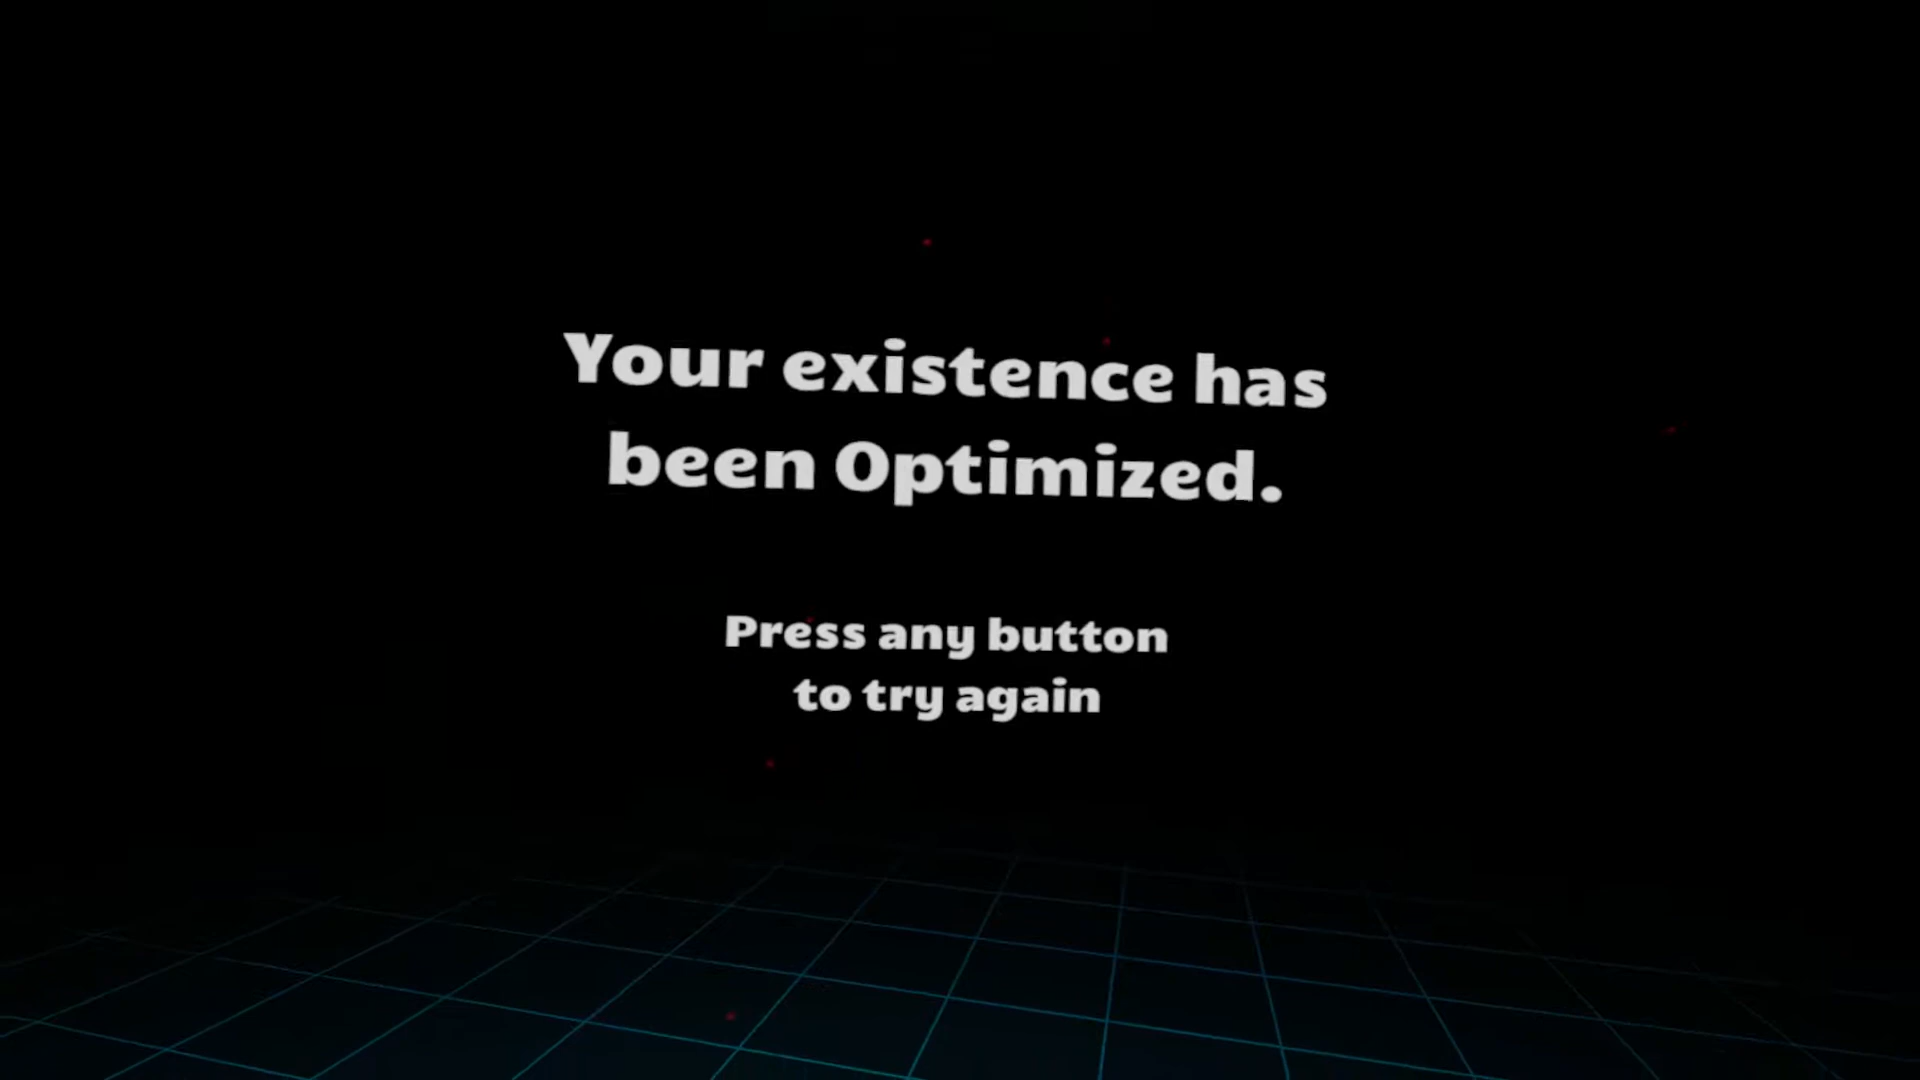 Your existence has
been Optimized.
Press any button
to try again